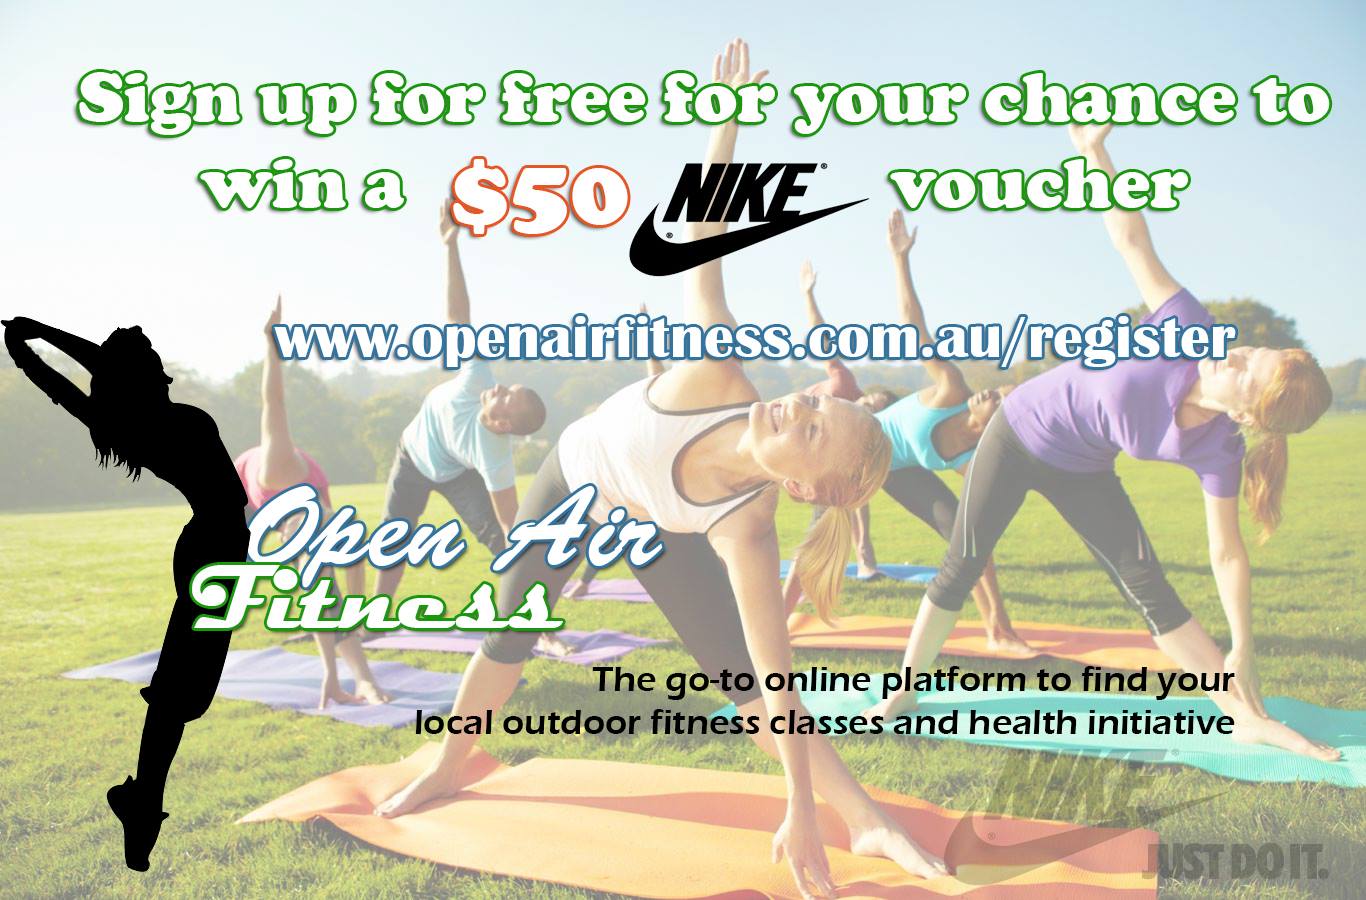 Sign up for free for your chance to
win a $50 NIKE voucher
www.openairfitness.com.au/register
Open Air
Fitness
The go-to online platform to find your
local outdoor fitness classes and health initiative
NIKE
JUST DO IT.